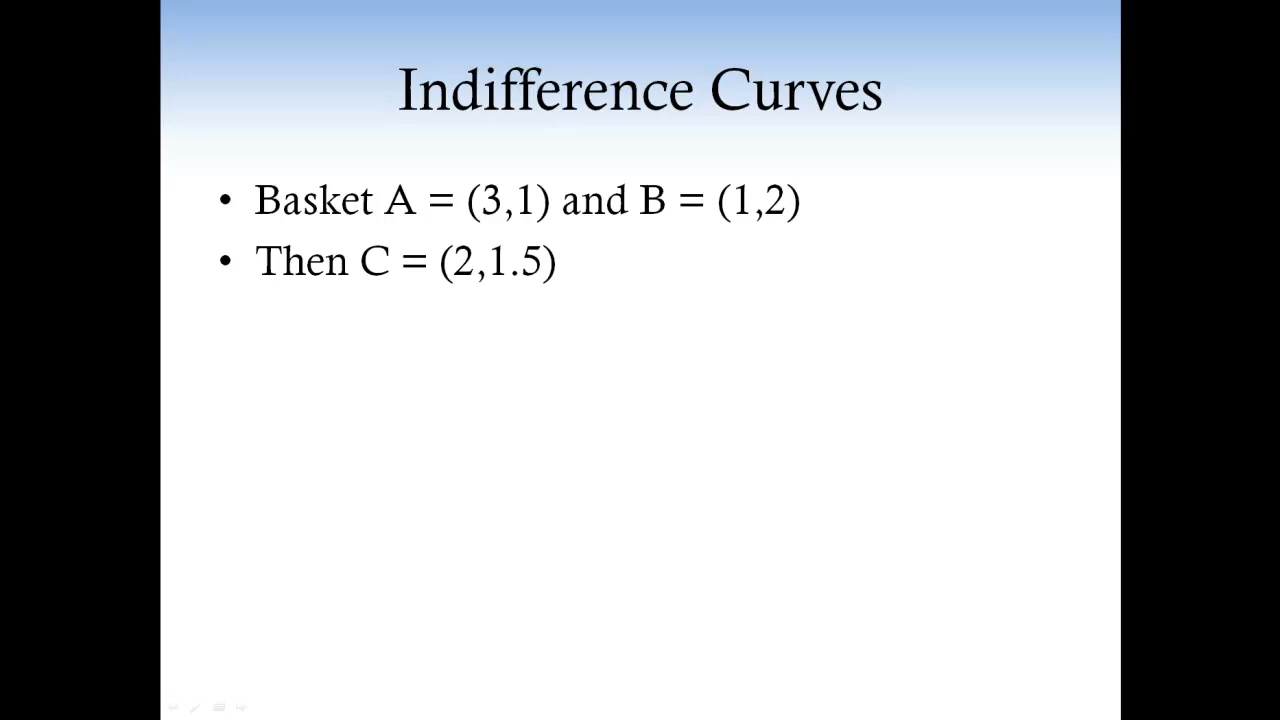 Indifference Curves
• Basket A = (3,1) and B = (1,2)
• Then C = (2,1.5)